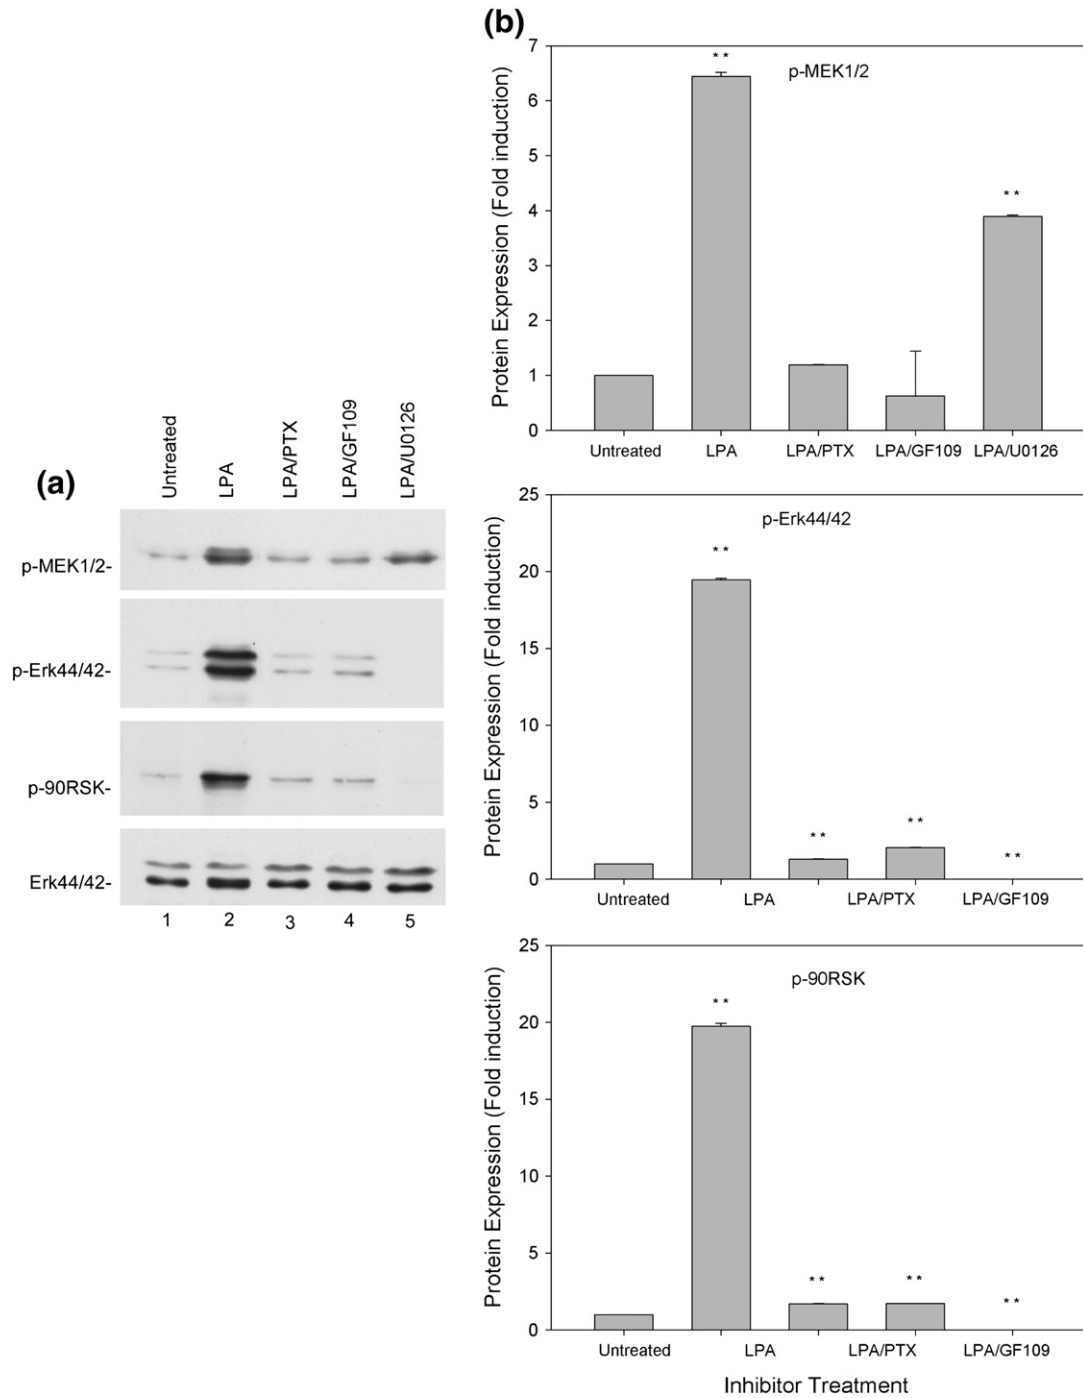 (b)
7
6
5
4
3
2
1
0
Protein Expression (Fold induction)
p-MEK1/2
**
**
Untreated LPA LPA/PTX LPA/GF109 LPA/U0126
(a)
Untreated
LPA
LPA/PTX
LPA/GF109
LPA/U0126
p-MEK1/2-
p-Erk44/42-
p-90RSK-
Erk44/42-
1 2 3 4 5
25
20
15
10
5
0
Protein Expression (Fold induction)
p-Erk44/42
**
**
**
**
Untreated LPA LPA/PTX LPA/GF109
25
20
15
10
5
0
Protein Expression (Fold induction)
p-90RSK
**
**
**
**
Untreated LPA LPA/PTX LPA/GF109
Inhibitor Treatment